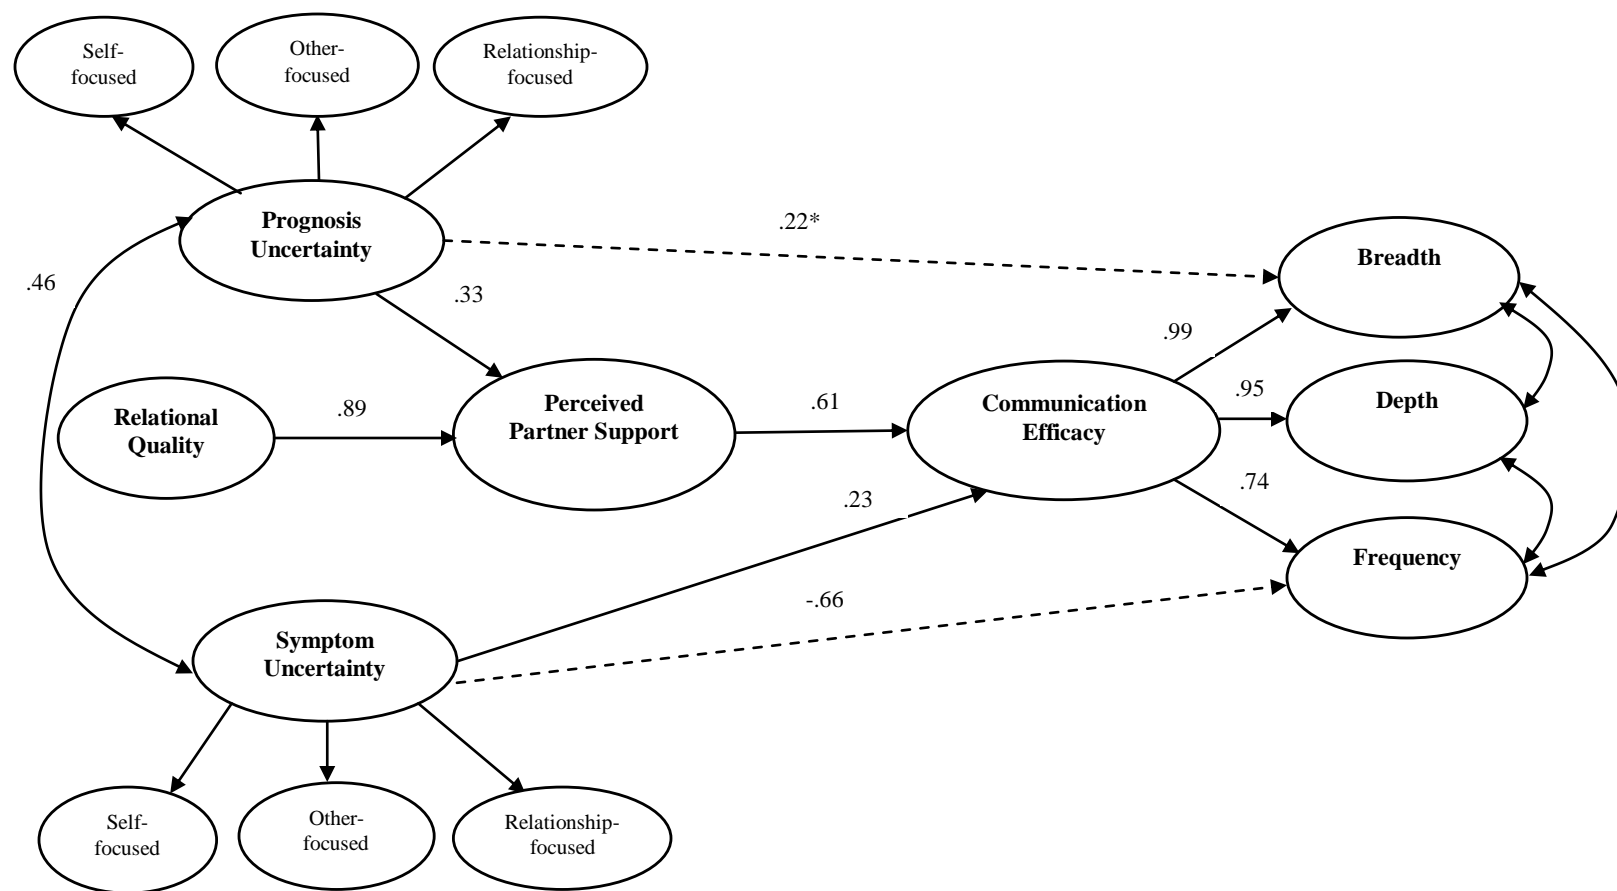 Self-
focused
Other-
focused
Relationship-
focused
Prognosis
Uncertainty
.22*
Breadth
.46
.33
.99
Relational
Quality
.89
Perceived
Partner Support
.61
Communication
Efficacy
.95
Depth
.74
.23
Frequency
-.66
Symptom
Uncertainty
Self-
focused
Other-
focused
Relationship-
focused